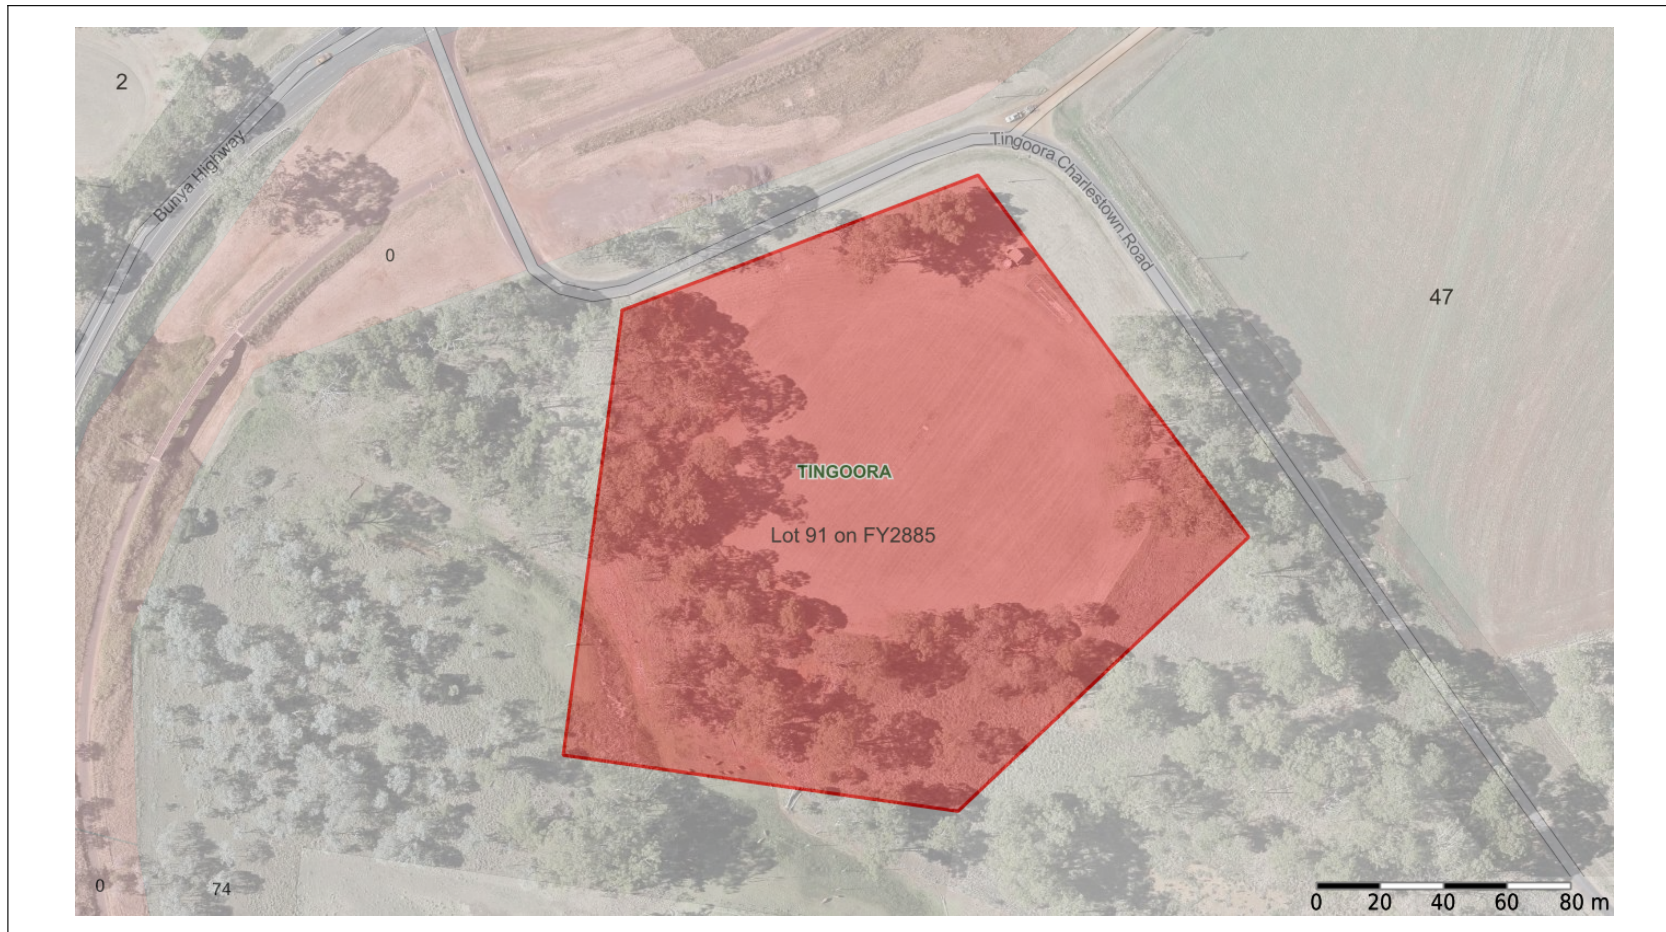 2
Bunya Highway
Tingoora Charlestown Road
0
47
TINGOORA
Lot 91 on FY2885
0
74
0 20 40 60 80 m